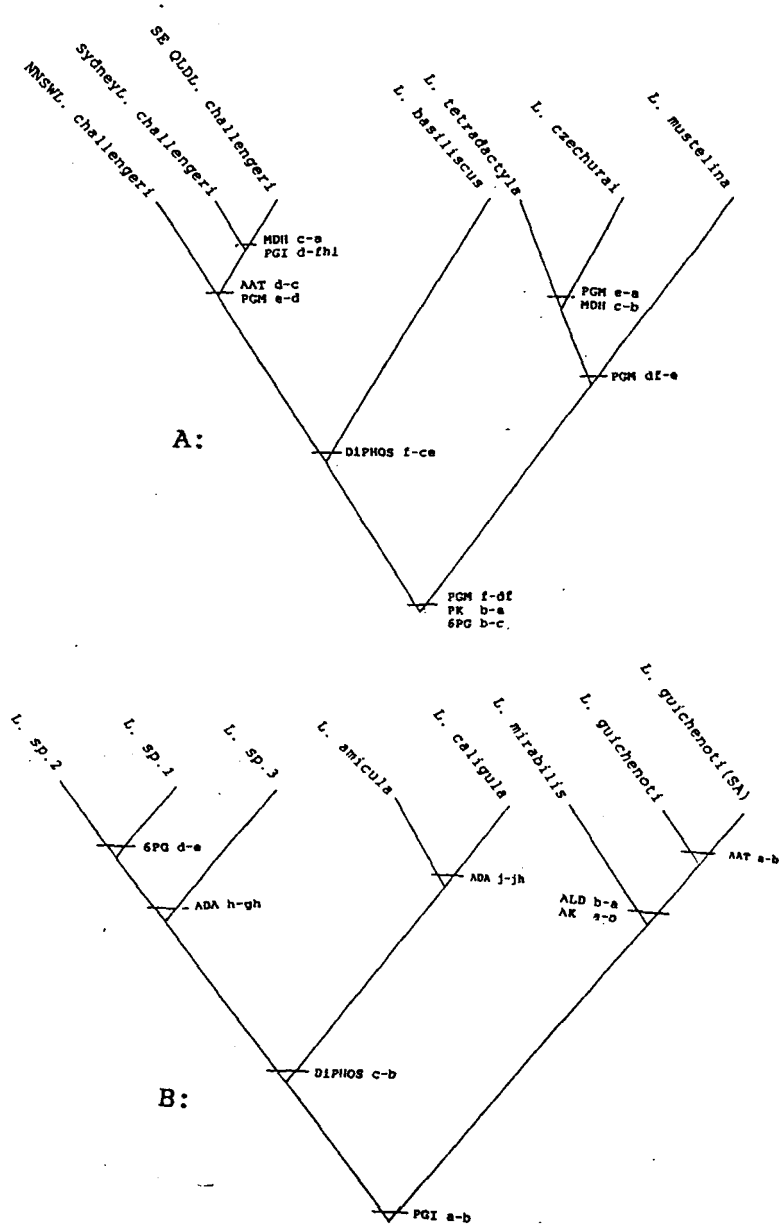 NNSWL. challengeri
SydneyL. challengeri
SE QLDL. challengeri
L. basiliscus
L. tetradactyla
L. czechurai
L. mustelina
MDH c-a
PGI d-fhi
AAT d-c
PGM e-d
PGM e-a
MDH c-b
PGM df-e
A:
DiPHOS f-ce
PGM f-df
PK b-a
6PG b-c
L. sp.2
L. sp.1
L. sp.3
L. amicula
L. caligula
L. mirabilis
L. guichenoti
L. guichenoti(SA)
6PG d-e
ADA j-jh
AAT a-b
ADA h-gh
ALD b-a
AK
DiPHOS c-b
B:
PGI a-b